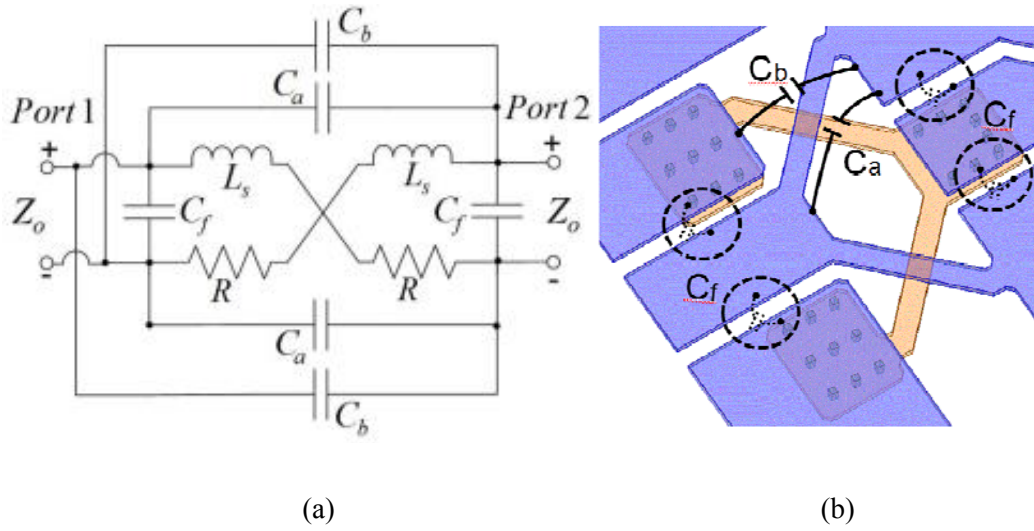 C_b
C_a
Port 1
Port 2
+
+
L_s
L_s
Z_o
C_f
C_f
Z_o
-
-
R
R
C_a
C_b
(a)
C_b
C_f
C_a
C_f
(b)